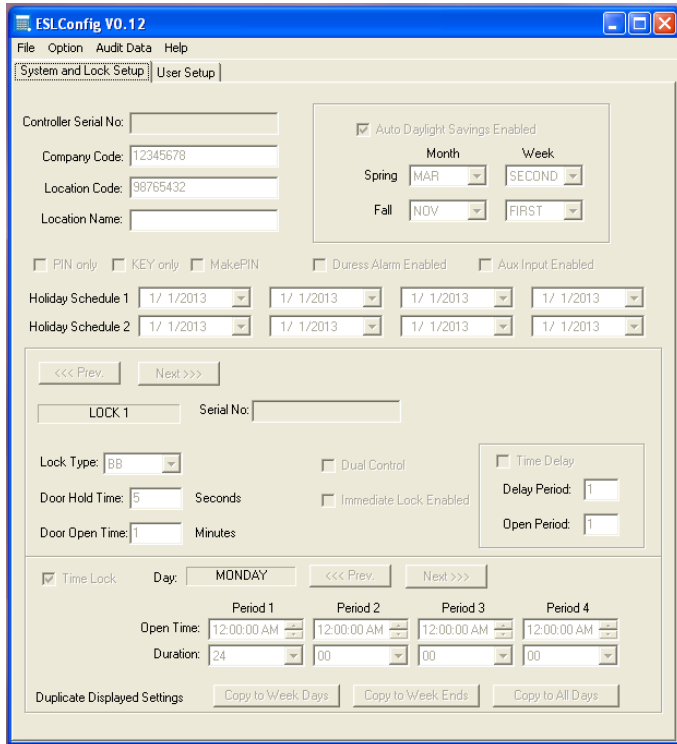 ESLConfig V0.12
File Option Audit Data Help
System and Lock Setup User Setup
Controller Serial No:
Auto Daylight Savings Enabled
Company Code: 12345678
Month Week
Location Code: 98765432
Spring MAR SECOND
Location Name:
Fall NOV FIRST
PIN only KEY only MakePIN Duress Alarm Enabled Aux Input Enabled
Holiday Schedule 1 1/ 1/2013 1/ 1/2013 1/ 1/2013 1/ 1/2013
Holiday Schedule 2 1/ 1/2013 1/ 1/2013 1/ 1/2013 1/ 1/2013
<<< Prev. Next >>>
LOCK 1 Serial No:
Lock Type: BB Dual Control Time Delay
Door Hold Time: 5 Seconds Immediate Lock Enabled Delay Period: 1
Door Open Time: 1 Minutes Open Period: 1
Time Lock Day: MONDAY <<< Prev. Next >>>
Period 1 Period 2 Period 3 Period 4
Open Time: 12:00:00 AM 12:00:00 AM 12:00:00 AM 12:00:00 AM
Duration: 24 00 00 00
Duplicate Displayed Settings Copy to Week Days Copy to Week Ends Copy to All Days